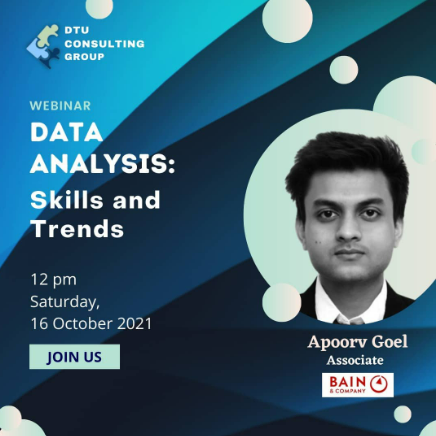 DTU
CONSULTING
GROUP
WEBINAR
DATA
ANALYSIS:
Skills and
Trends
12 pm
Saturday,
16 October 2021
JOIN US
Apoorv Goel
Associate
BAIN
& COMPANY